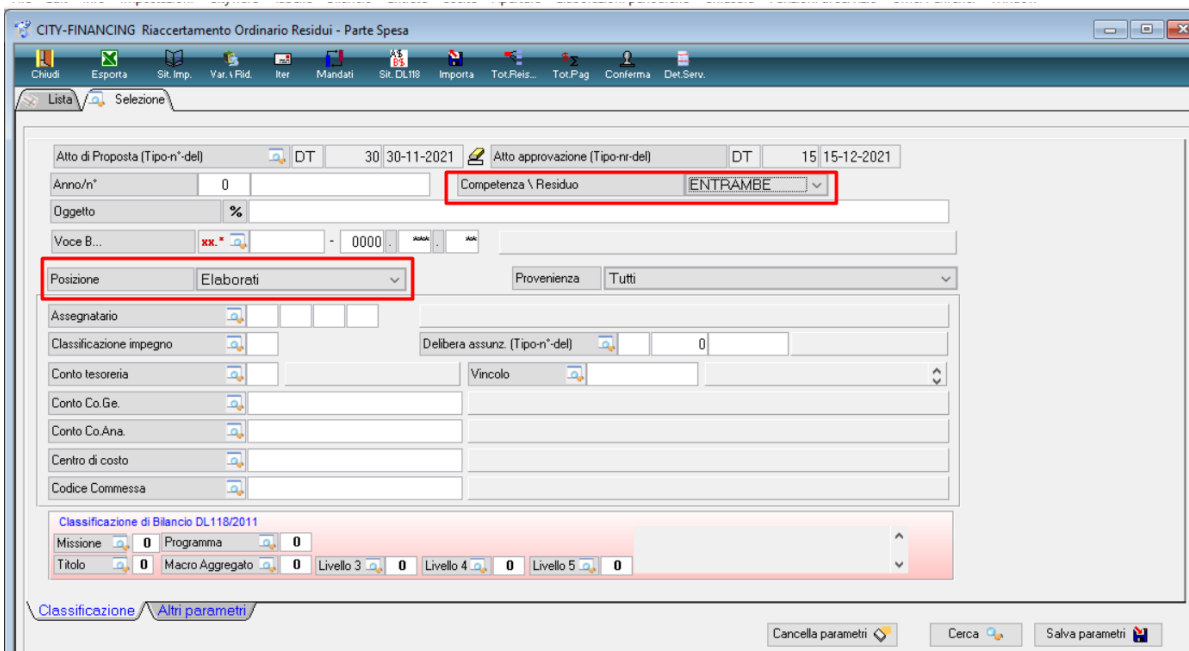 CITY-FINANCING Riaccertamento Ordinario Residui - Parte Spesa
Chiudi Esporta Sit. Imp. Var. \ Rid. Iter Mandati Sit. DL118 Importa Tot.Reis... Tot.Pag Conferma Det.Serv.
Lista Selezione
Atto di Proposta (Tipo-n°-del) DT 30 30-11-2021 Atto approvazione (Tipo-nr-del) DT 15 15-12-2021
Anno/n° 0 Competenza \ Residuo ENTRAMBE
Oggetto %
Voce B... xx.* - 0000 . **** . **
Posizione Elaborati Provenienza Tutti
Assegnatario
Classificazione impegno Delibera assunz. (Tipo-n°-del) 0
Conto tesoreria Vincolo
Conto Co.Ge.
Conto Co.Ana.
Centro di costo
Codice Commessa
Classificazione di Bilancio DL118/2011
Missione 0 Programma 0
Titolo 0 Macro Aggregato 0 Livello 3 0 Livello 4 0 Livello 5 0
Classificazione Altri parametri
Cancella parametri Cerca Salva parametri